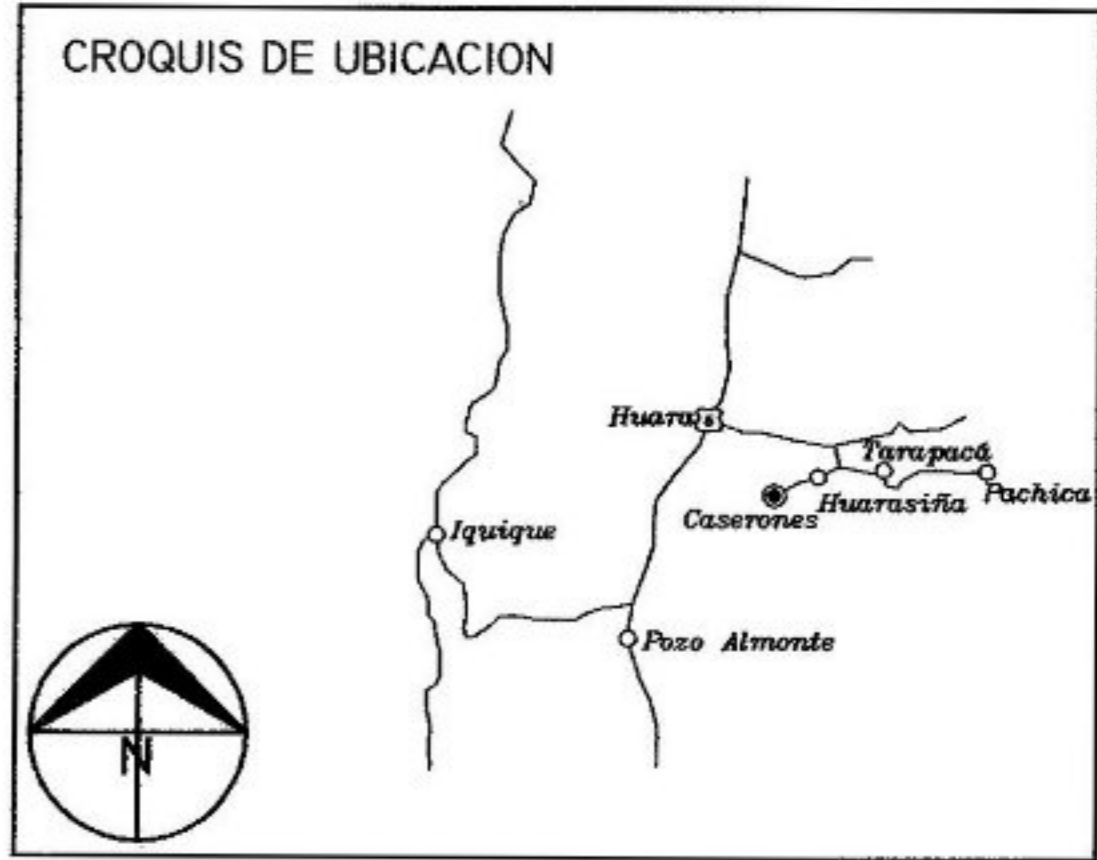 CROQUIS DE UBICACION
Huara
Tarapacá
Pachica
Huarasiña
Caserones
Iquique
Pozo Almonte
N